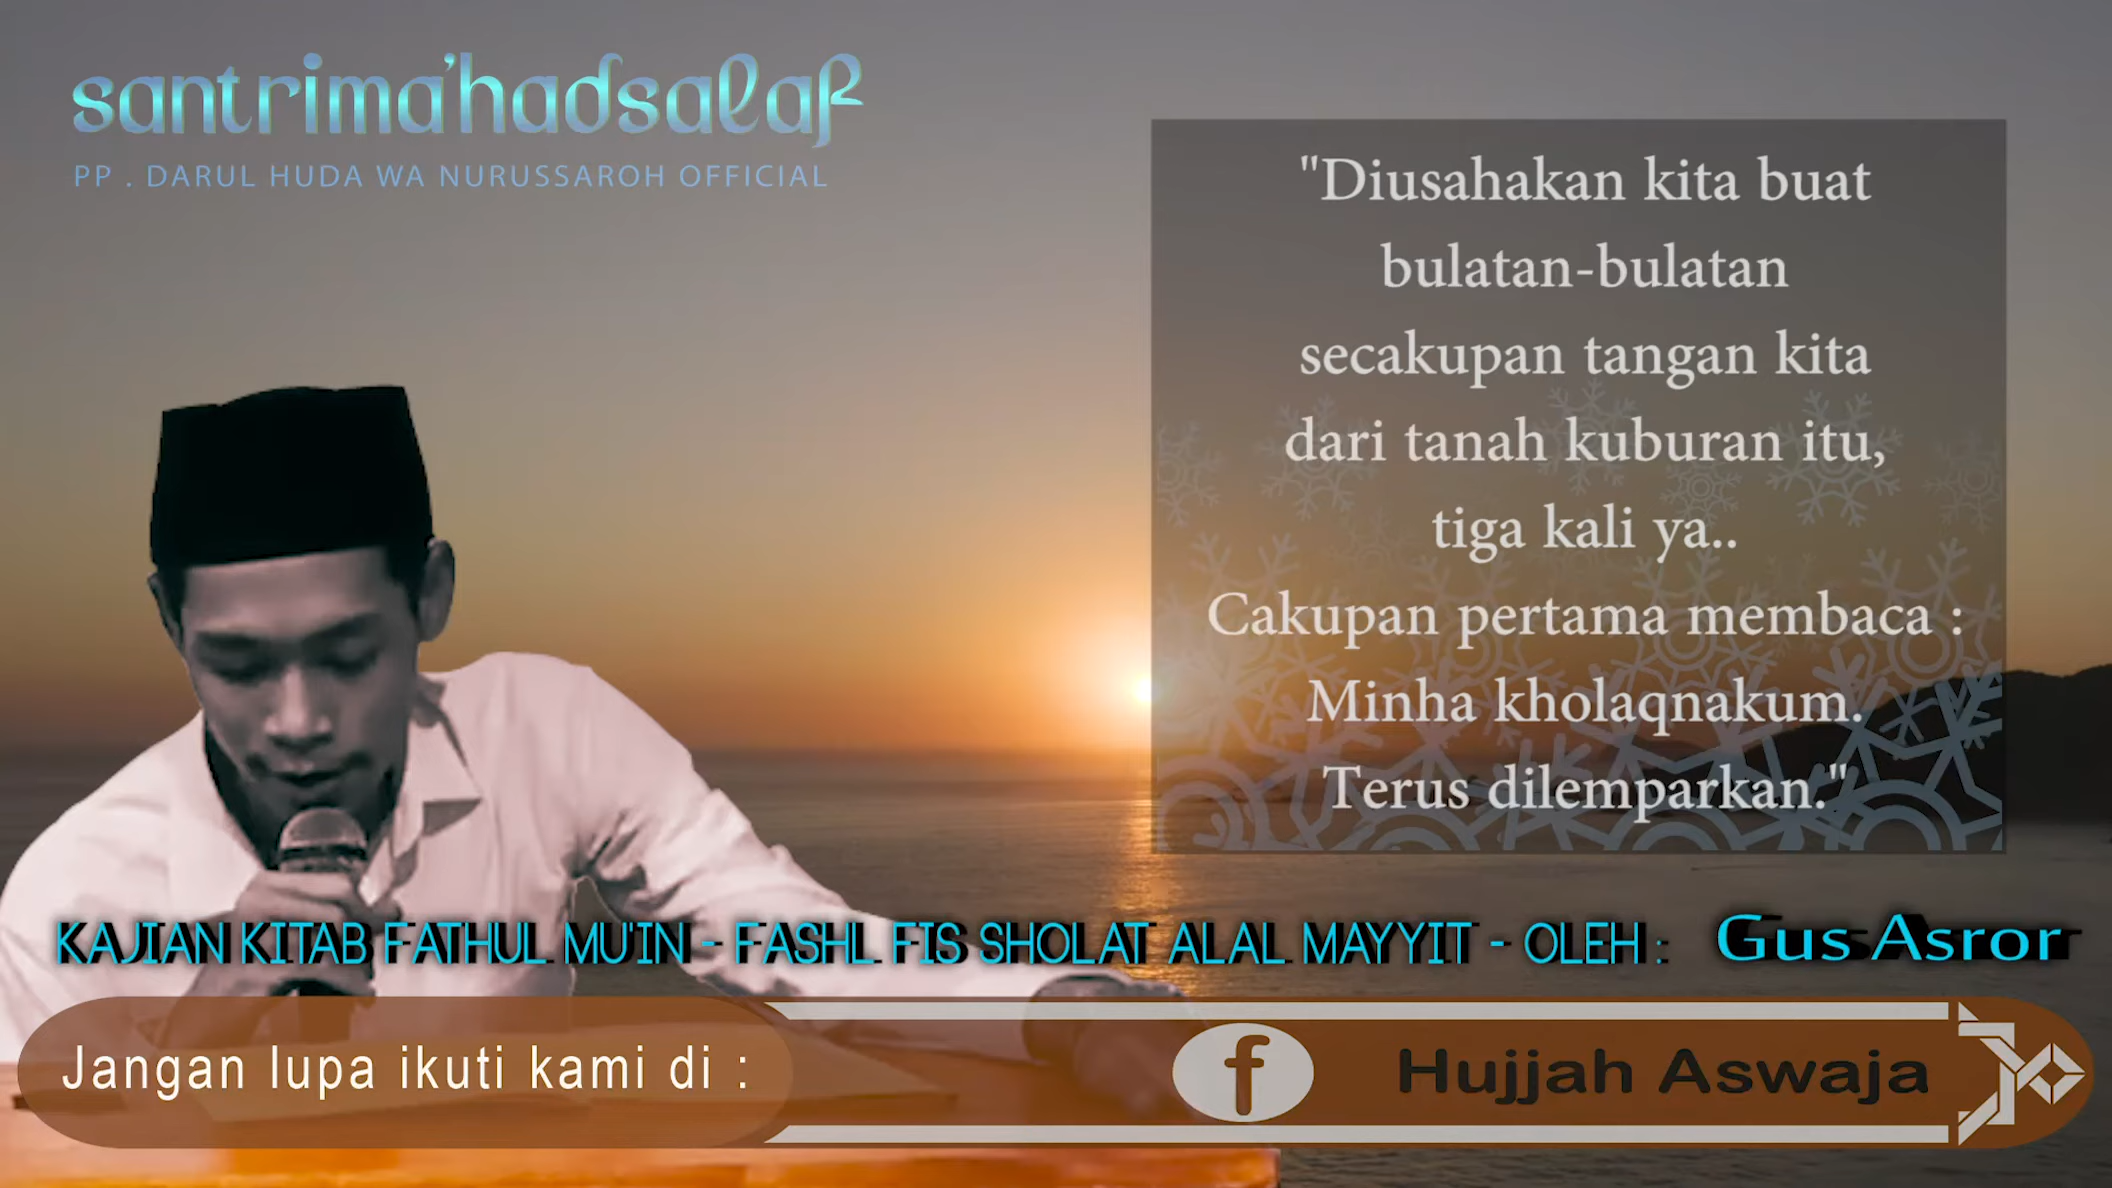 santrima'hadsalaf
PP . DARUL HUDA WA NURUSSAROH OFFICIAL
"Diusahakan kita buat
bulatan-bulatan
secakupan tangan kita
dari tanah kuburan itu,
tiga kali ya..
Cakupan pertama membaca :
Minha kholaqnakum.
Terus dilemparkan."
KAJIAN KITAB FATHUL MU'IN - FASHL FIS SHOLAT ALAL MAYYIT - OLEH : Gus Asror
Jangan lupa ikuti kami di :
f Hujjah Aswaja